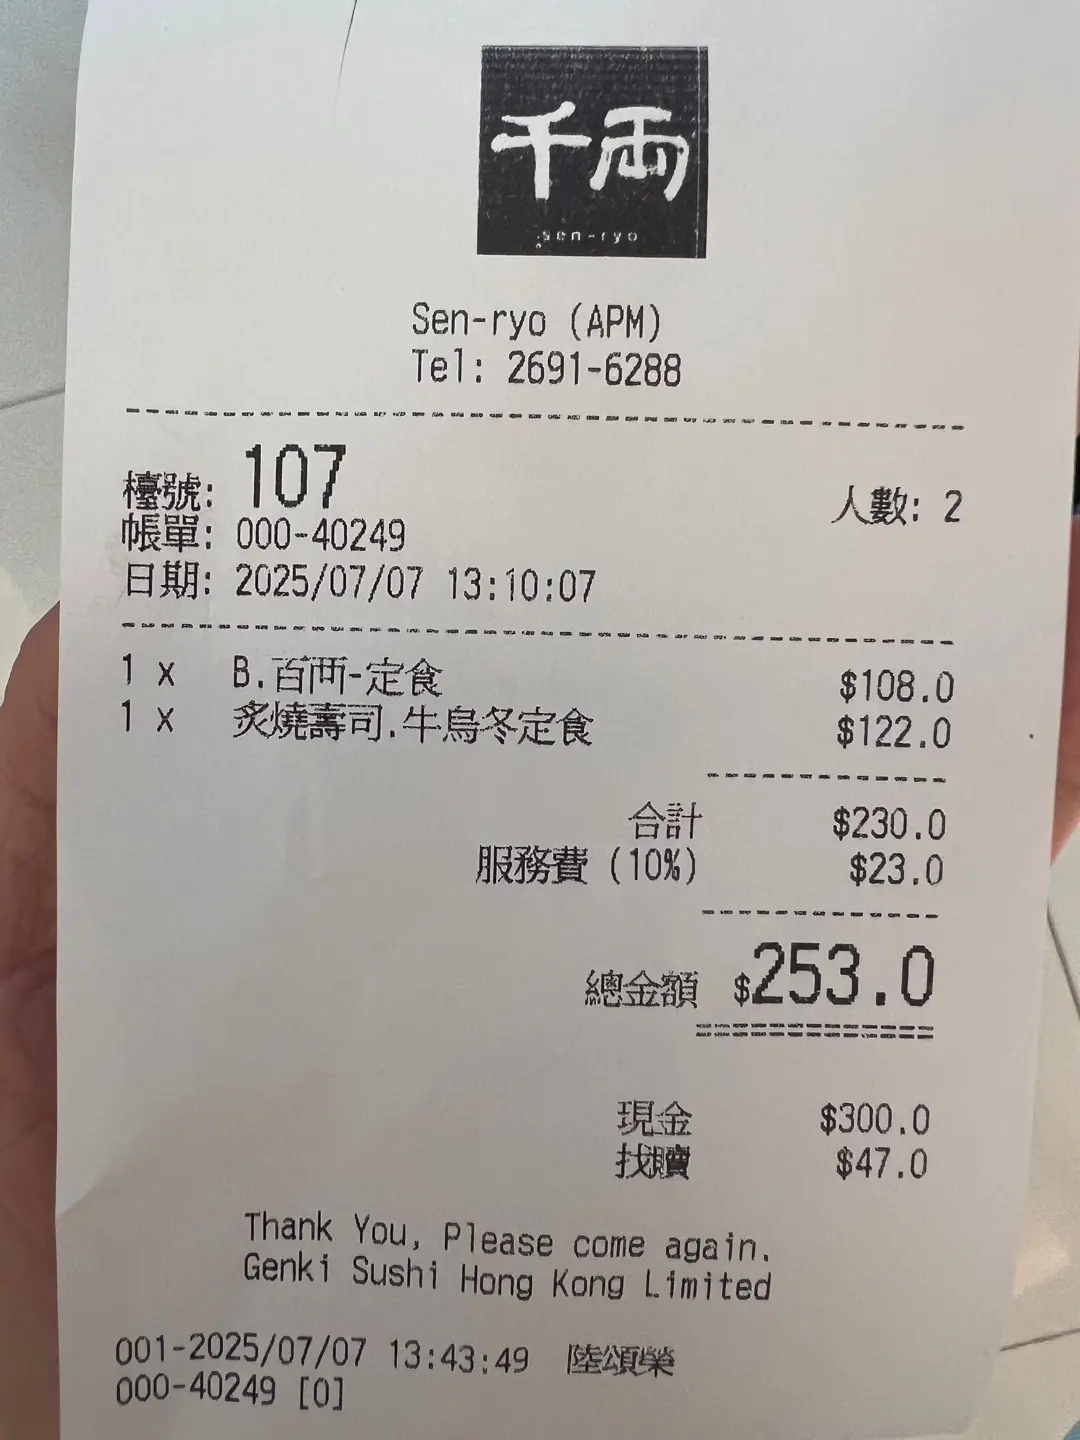 千両
sen-ryo
Sen-ryo (APM)
Tel: 2691-6288
檯號: 107 人數: 2
帳單: 000-40249
日期: 2025/07/07 13:10:07
1 x B.百両-定食 $108.0
1 x 炙燒壽司.牛烏冬定食 $122.0
合計 $230.0
服務費 (10%) $23.0
總金額 $253.0
現金 $300.0
找贖 $47.0
Thank You, Please come again.
Genki Sushi Hong Kong Limited
001-2025/07/07 13:43:49 陸頌榮
000-40249 [0]